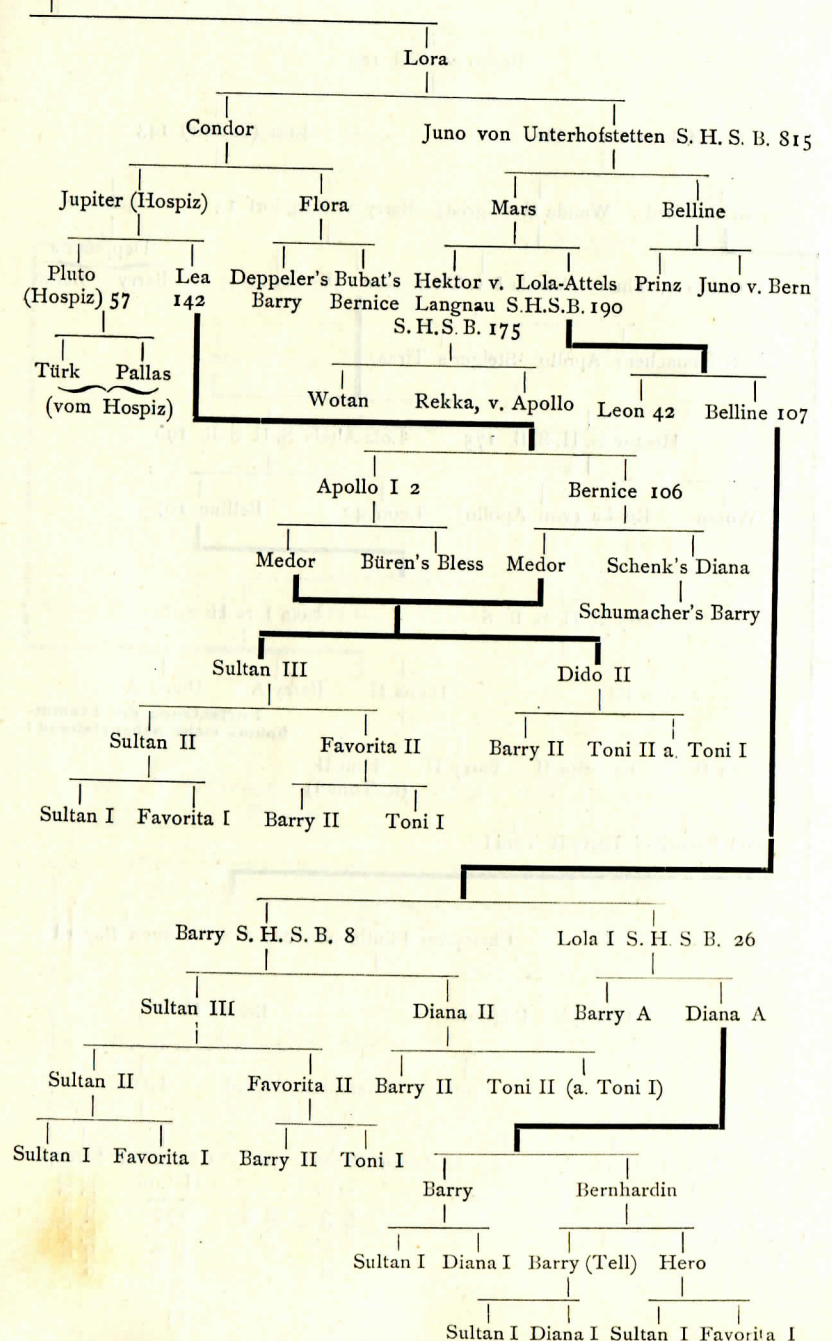 Lora
Condor Juno von Unterhofstetten S. H. S. B. 815
Jupiter (Hospiz) Flora Mars Belline
Pluto Lea Deppeler's Bubat's Hektor v. Lola-Attels Prinz Juno v. Bern
(Hospiz) 57 142 Barry Bernice Langnau S.H.S.B. 190
S. H. S. B. 175
Türk Pallas Wotan Rekka, v. Apollo Leon 42 Belline 107
(vom Hospiz)
Apollo I 2 Bernice 106
Medor Büren's Bless Medor Schenk's Diana
Schumacher's Barry
Sultan III Dido II
Sultan II Favorita II Barry II Toni II a. Toni I
Sultan I Favorita I Barry II Toni I
Barry S. H. S. B. 8 Lola I S. H. S B. 26
Sultan III Diana II Barry A Diana A
Sultan II Favorita II Barry II Toni II (a. Toni I)
Sultan I Favorita I Barry II Toni I
Barry Bernhardin
Sultan I Diana I Barry (Tell) Hero
Sultan I Diana I Sultan I Favorita I